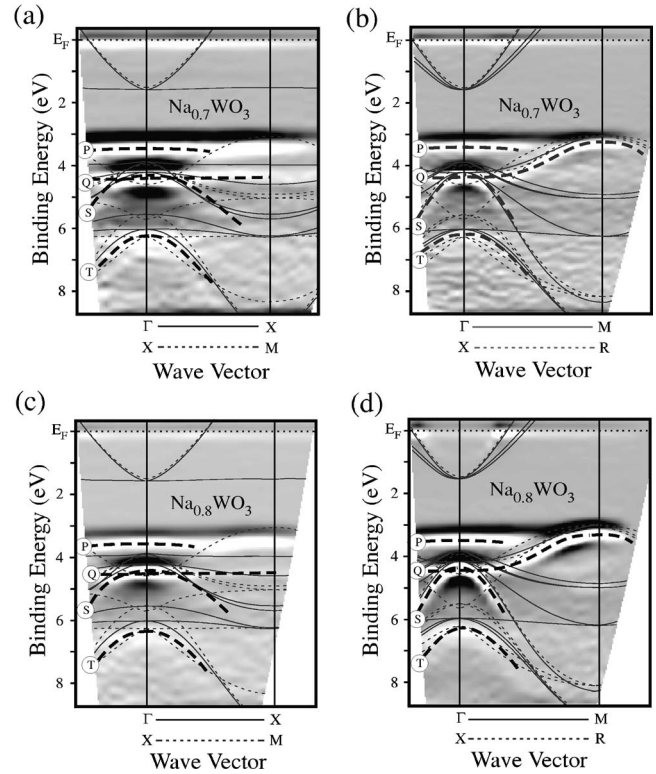 (a)
(b)
E_F
Na0.7WO3
Na0.7WO3
2
2
P
P
4
4
Q
Q
S
S
6
6
T
T
8
8
Binding Energy (eV)
Binding Energy (eV)
Γ X
Γ M
X M
X R
Wave Vector
Wave Vector
(c)
(d)
E_F
E_F
2
2
Na0.8WO3
Na0.8WO3
P
P
4
4
Q
Q
S
S
6
6
T
T
8
8
Binding Energy (eV)
Binding Energy (eV)
Γ X
Γ M
X M
X R
Wave Vector
Wave Vector